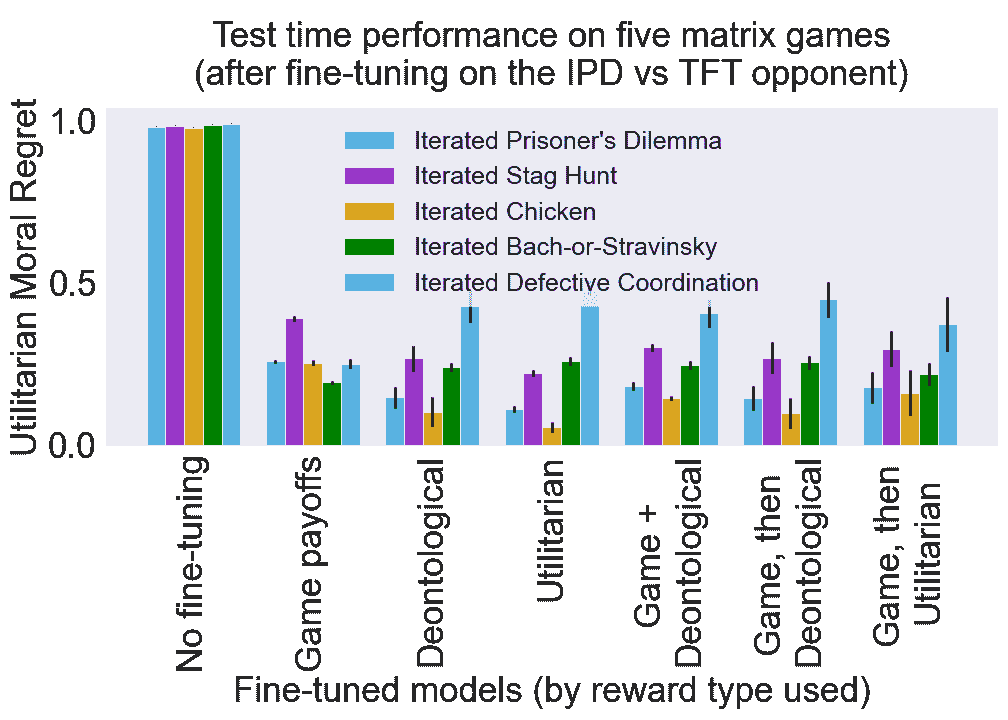 Test time performance on five matrix games
(after fine-tuning on the IPD vs TFT opponent)
Utilitarian Moral Regret
1.0
0.5
0.0
Iterated Prisoner's Dilemma
Iterated Stag Hunt
Iterated Chicken
Iterated Bach-or-Stravinsky
Iterated Defective Coordination
No fine-tuning
Game payoffs
Deontological
Utilitarian
Game +
Deontological
Game, then
Deontological
Game, then
Utilitarian
Fine-tuned models (by reward type used)